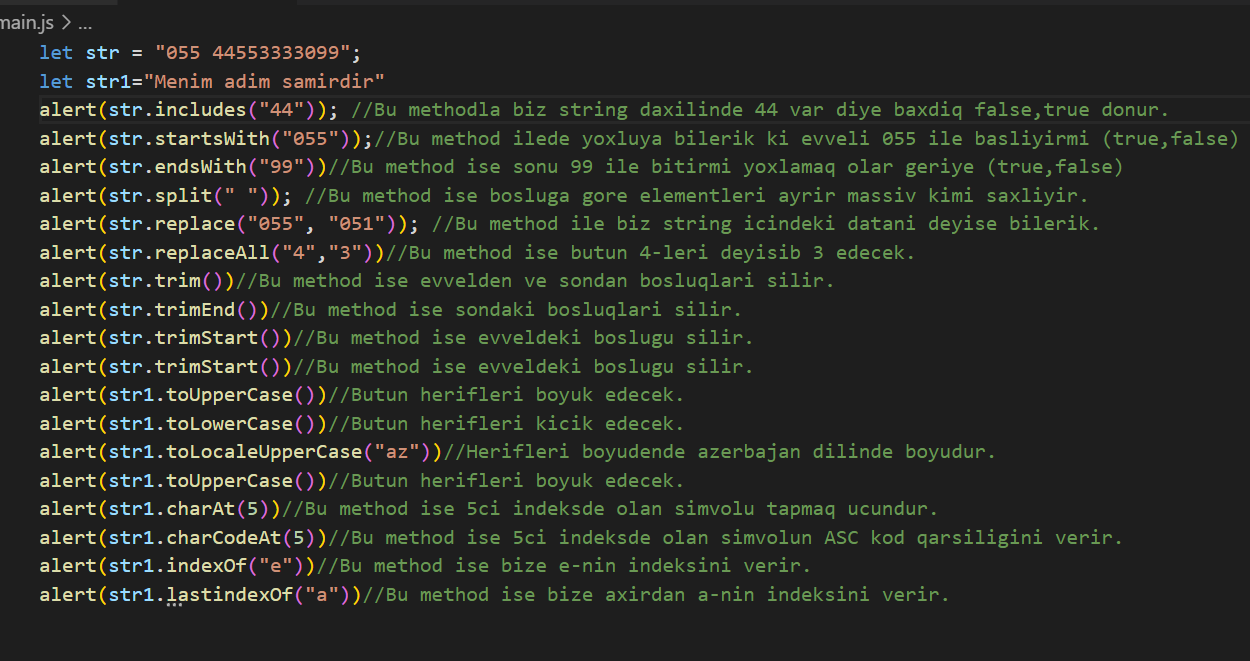 main.js > ...
let str = "055 44553333099";
let str1="Menim adim samirdir"
alert(str.includes("44")); //Bu methodla biz string daxilinde 44 var diye baxdiq false,true donur.
alert(str.startsWith("055"));//Bu method ilede yoxluya bilerik ki evveli 055 ile basliyirmi (true,false)
alert(str.endsWith("99"))//Bu method ise sonu 99 ile bitirmi yoxlamaq olar geriye (true,false)
alert(str.split(" ")); //Bu method ise bosluga gore elementleri ayrir massiv kimi saxliyir.
alert(str.replace("055", "051")); //Bu method ile biz string icindeki datani deyise bilerik.
alert(str.replaceAll("4","3"))//Bu method ise butun 4-leri deyisib 3 edecek.
alert(str.trim())//Bu method ise evvelden ve sondan bosluqlari silir.
alert(str.trimEnd())//Bu method ise sondaki bosluqlari silir.
alert(str.trimStart())//Bu method ise evveldeki boslugu silir.
alert(str.trimStart())//Bu method ise evveldeki boslugu silir.
alert(str1.toUpperCase())//Butun herifleri boyuk edecek.
alert(str1.toLowerCase())//Butun herifleri kicik edecek.
alert(str1.toLocaleUpperCase("az"))//Herifleri boyudende azerbajan dilinde boyudur.
alert(str1.toUpperCase())//Butun herifleri boyuk edecek.
alert(str1.charAt(5))//Bu method ise 5ci indeksde olan simvolu tapmaq ucundur.
alert(str1.charCodeAt(5))//Bu method ise 5ci indeksde olan simvolun ASC kod qarsiligini verir.
alert(str1.indexOf("e"))//Bu method ise bize e-nin indeksini verir.
alert(str1.lastindexOf("a"))//Bu method ise bize axirdan a-nin indeksini verir.